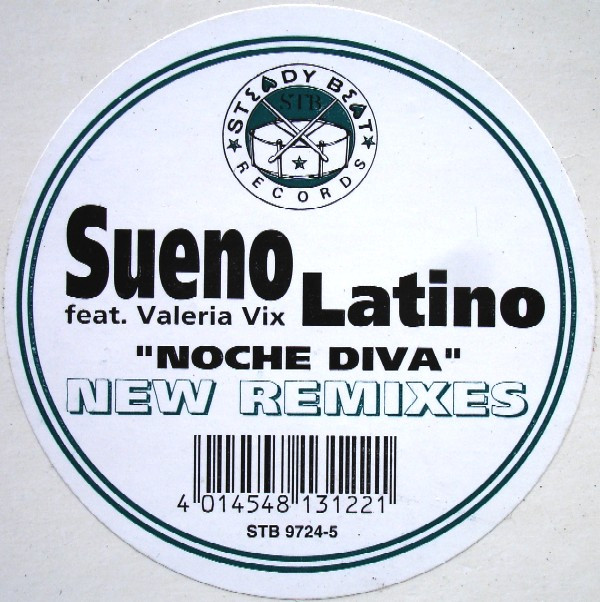 STEADY BEAT
STB
RECORDS
Sueno
Latino
feat. Valeria Vix
"NOCHE DIVA"
NEW REMIXES
4 014548 131221
STB 9724-5